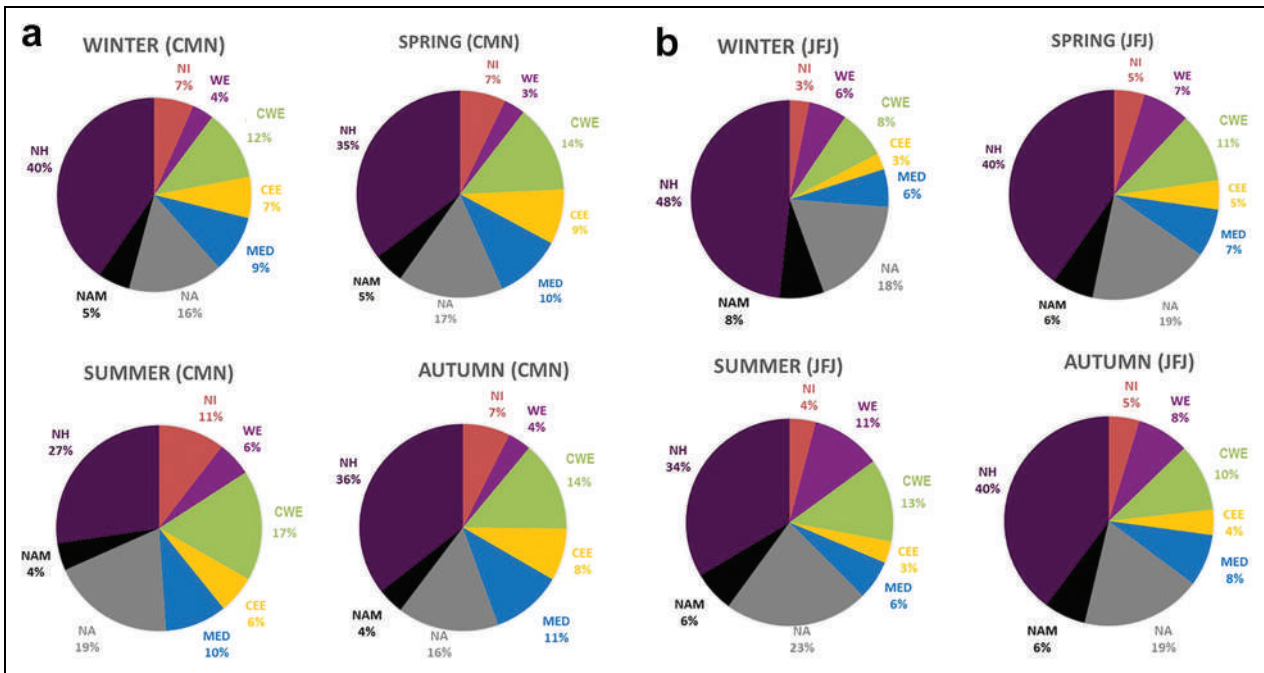 a
WINTER (CMN)
NI
7%
WE
4%
CWE
12%
CEE
7%
MED
9%
NA
16%
NAM
5%
NH
40%
SPRING (CMN)
NI
7%
WE
3%
CWE
14%
CEE
9%
MED
10%
NA
17%
NAM
5%
NH
35%
SUMMER (CMN)
NI
11%
WE
6%
CWE
17%
CEE
6%
MED
10%
NA
19%
NAM
4%
NH
27%
AUTUMN (CMN)
NI
7%
WE
4%
CWE
14%
CEE
8%
MED
11%
NA
16%
NAM
4%
NH
36%
b
WINTER (JFJ)
NI
3%
WE
6%
CWE
8%
CEE
3%
MED
6%
NA
18%
NAM
8%
NH
48%
SPRING (JFJ)
NI
5%
WE
7%
CWE
11%
CEE
5%
MED
7%
NA
19%
NAM
6%
NH
40%
SUMMER (JFJ)
NI
4%
WE
11%
CWE
13%
CEE
3%
MED
6%
NA
23%
NAM
6%
NH
34%
AUTUMN (JFJ)
NI
5%
WE
8%
CWE
10%
CEE
4%
MED
8%
NA
19%
NAM
6%
NH
40%